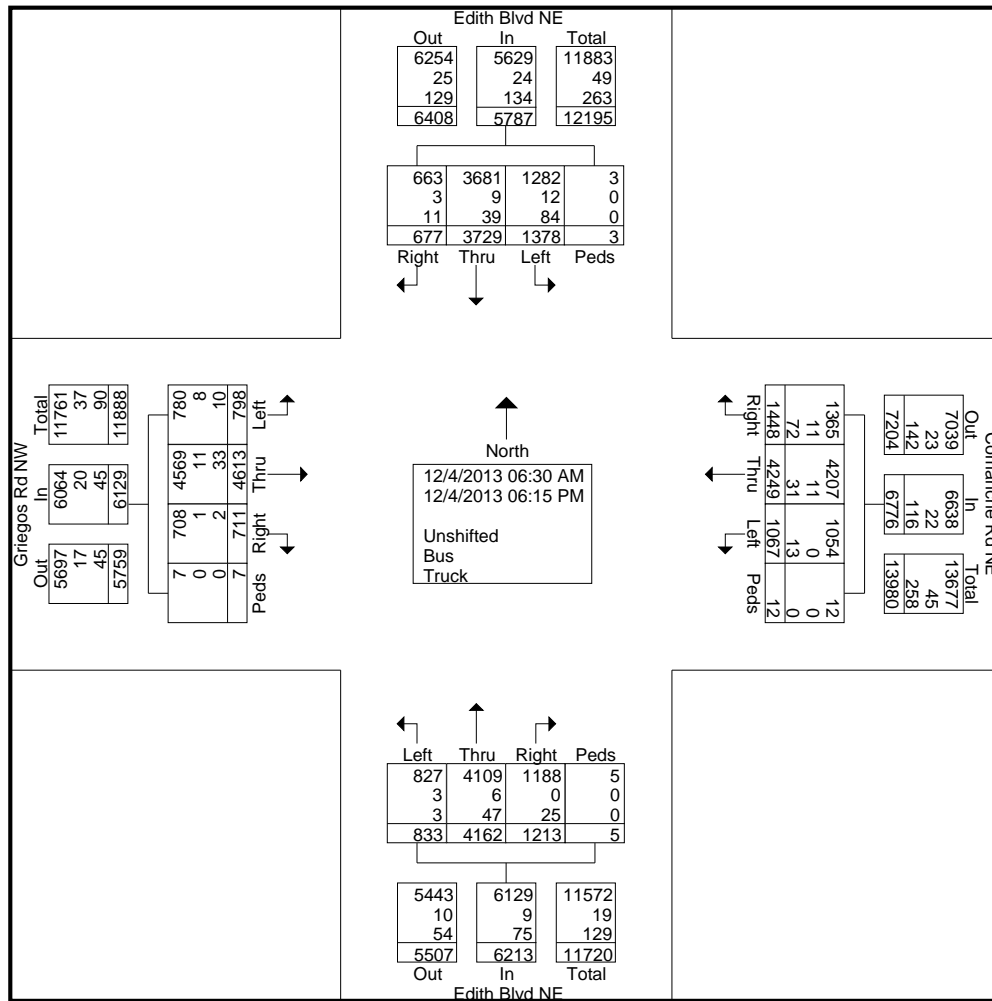 Edith Blvd NE
Out In Total
6254 5629 11883
25 24 49
129 134 263
6408 5787 12195
663 3681 1282 3
3 9 12 0
11 39 84 0
677 3729 1378 3
Right Thru Left Peds
Griegos Rd NW
Total In Out
11761 6064 5697
37 20 17
90 45 45
11888 6129 5759
780 4569 708 7
8 11 1 0
10 33 2 0
798 4613 711 7
Left Thru Right Peds
North
12/4/2013 06:30 AM
12/4/2013 06:15 PM
Unshifted
Bus
Truck
Right Thru Left Peds
1448 4249 1067 12
72 31 13 0
11 11 0 0
1365 4207 1054 12
7204 6776 13980
142 116 258
23 22 45
7039 6638 13677
Out In Total
Comanche Rd NE
Left Thru Right Peds
827 4109 1188 5
3 6 0 0
3 47 25 0
833 4162 1213 5
5443 6129 11572
10 9 19
54 75 129
5507 6213 11720
Out In Total
Edith Blvd NE